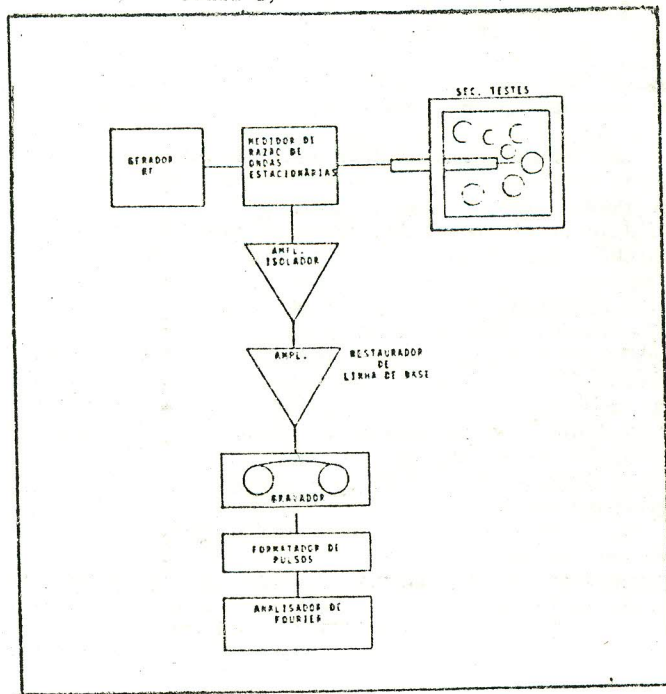 SEC. TESTES
GERADOR
RF
MEDIDOR DE
RAZAC DE
ONDAS
ESTACIONÁRIAS
AMPL.
ISOLADOR
AMPL.
RESTAURADOR
DE
LINHA DE BASE
GRAVADOR
FORMATADOR DE
PULSOS
ANALISADOR DE
FOURIER